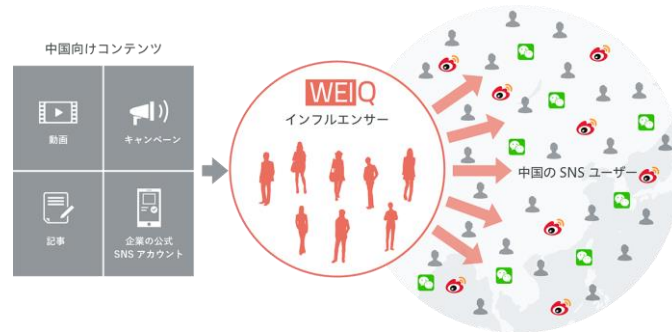 中国向けコンテンツ
動画
キャンペーン
記事
企業の公式
SNS アカウント
WEIQ
インフルエンサー
中国の SNS ユーザー